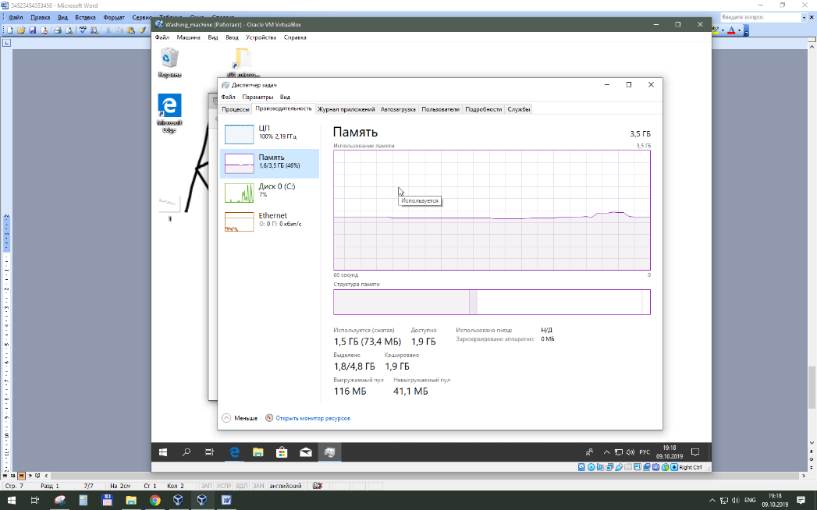 34523454353456 - Microsoft Word
Файл Правка Вид Вставка Формат Сервис
Введите вопрос
Washing_machine (Работает) - Oracle VM VirtualBox
Файл Машина Вид Ввод Устройства Справка
Корзина
Microsoft
Edge
Диспетчер задач
Файл Параметры Вид
Процессы Производительность Журнал приложений Автозагрузка Пользователи Подробности Службы
ЦП
100% 2,19 ГГц
Память
1,6/3,5 ГБ (46%)
Диск 0 (C:)
7%
Ethernet
О: 0 П: 0 кбит/с
Память
3,5 ГБ
Использование памяти
3,5 ГБ
Используется
60 секунд
0
Структура памяти
Используется (сжатая)
1,5 ГБ (73,4 МБ)
Доступно
1,9 ГБ
Использовано гнезд:
Н/Д
Зарезервировано аппаратно:
0 МБ
Выделено
1,8/4,8 ГБ
Кэшировано
1,9 ГБ
Выгружаемый пул
116 МБ
Невыгружаемый пул
41,1 МБ
Меньше
Открыть монитор ресурсов
РУС
19:18
09.10.2019
Right Ctrl
Стр. 7 Разд 1 7/7 На 2см Ст 1 Кол 2 ЗАП ИСПР ВДЛ ЗАМ английский
ENG
19:18
09.10.2019